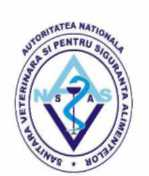 AUTORITATEA NATIONALA
SANITARA VETERINARA SI PENTRU SIGURANTA ALIMENTELOR
A
N S A S
V